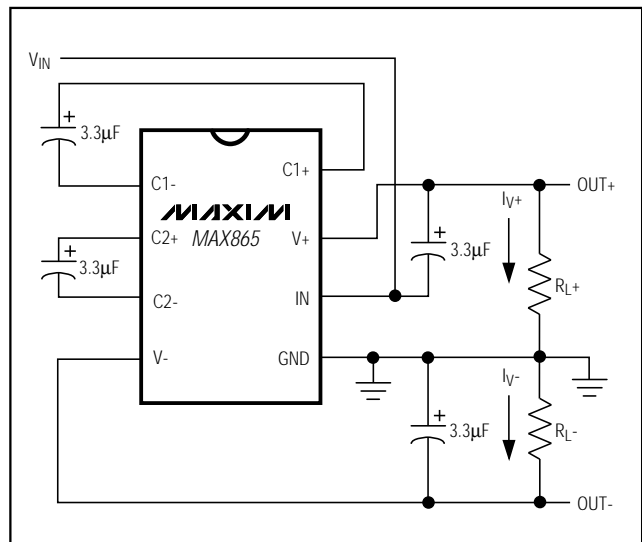 VIN
+
3.3µF
C1-
C1+
MAXIM
MAX865
C2+
V+
+
3.3µF
C2-
IN
V-
GND
+
3.3µF
IV+
OUT+
RL+
+
3.3µF
IV-
RL-
OUT-